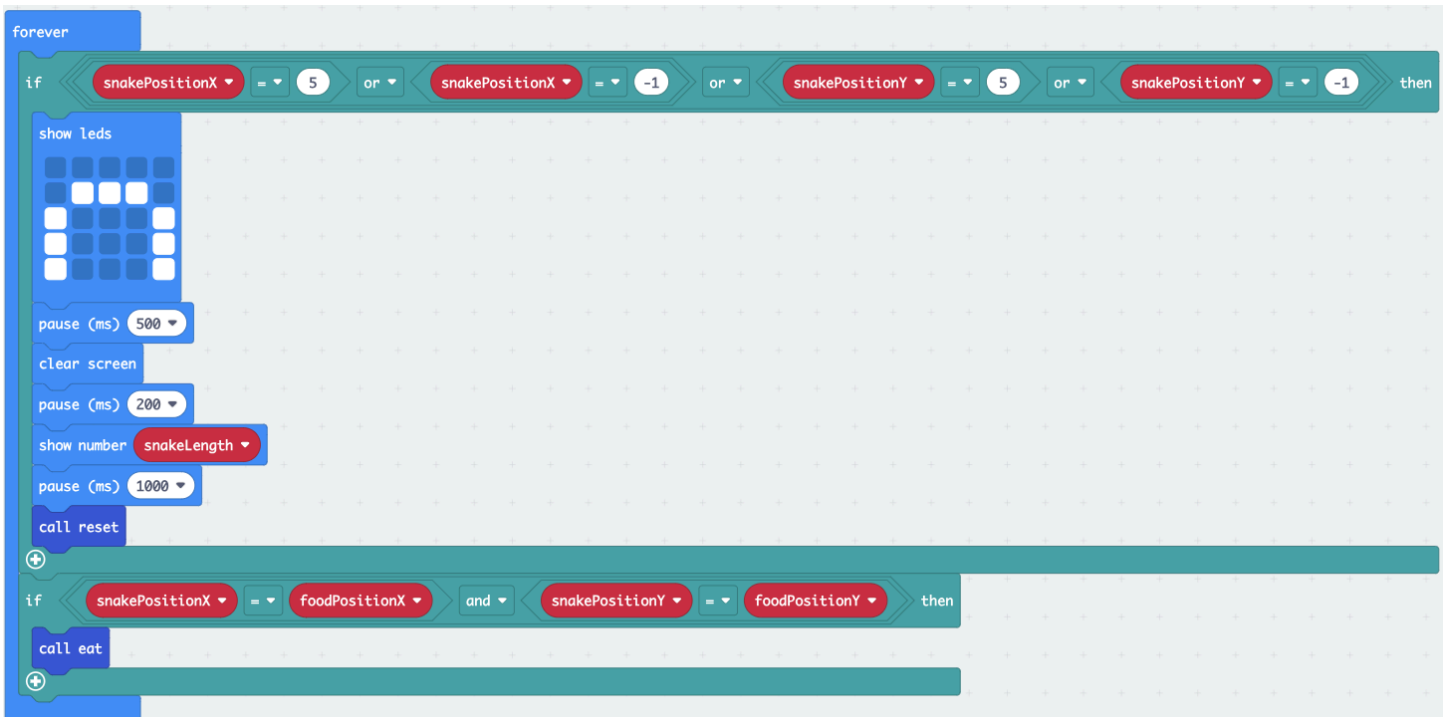 forever
if snakePositionX = 5 or snakePositionX = -1 or snakePositionY = 5 or snakePositionY = -1 then
show leds
pause (ms) 500
clear screen
pause (ms) 200
show number snakeLength
pause (ms) 1000
call reset
if snakePositionX = foodPositionX and snakePositionY = foodPositionY then
call eat